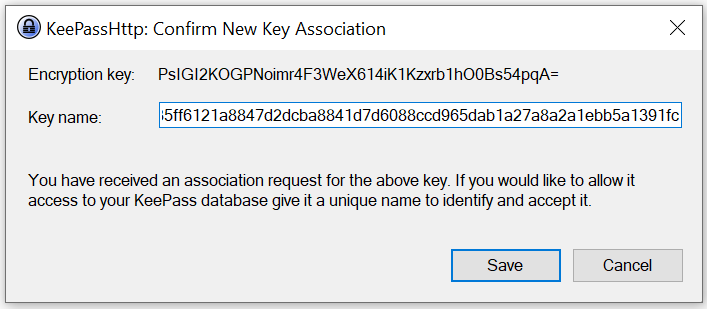 KeePassHttp: Confirm New Key Association
Encryption key: PsIGI2KOGPNoimr4F3WeX614iK1Kzxrb1hO0Bs54pqA=
Key name: 35ff6121a8847d2dcba8841d7d6088ccd965dab1a27a8a2a1ebb5a1391fc
You have received an association request for the above key. If you would like to allow it
access to your KeePass database give it a unique name to identify and accept it.
Save Cancel